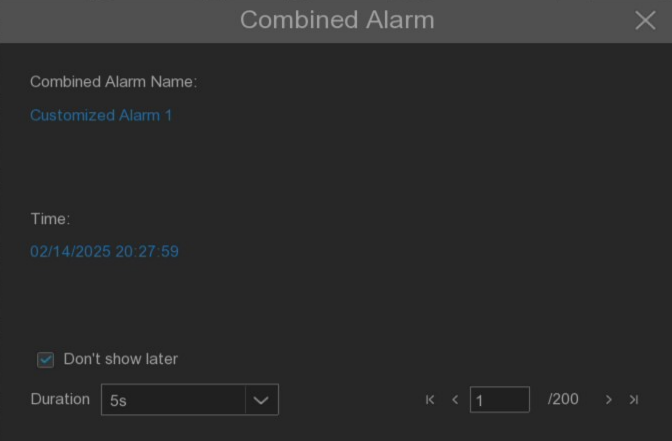 Combined Alarm
Combined Alarm Name:
Customized Alarm 1
Time:
02/14/2025 20:27:59
Don't show later
Duration 5s 1 /200